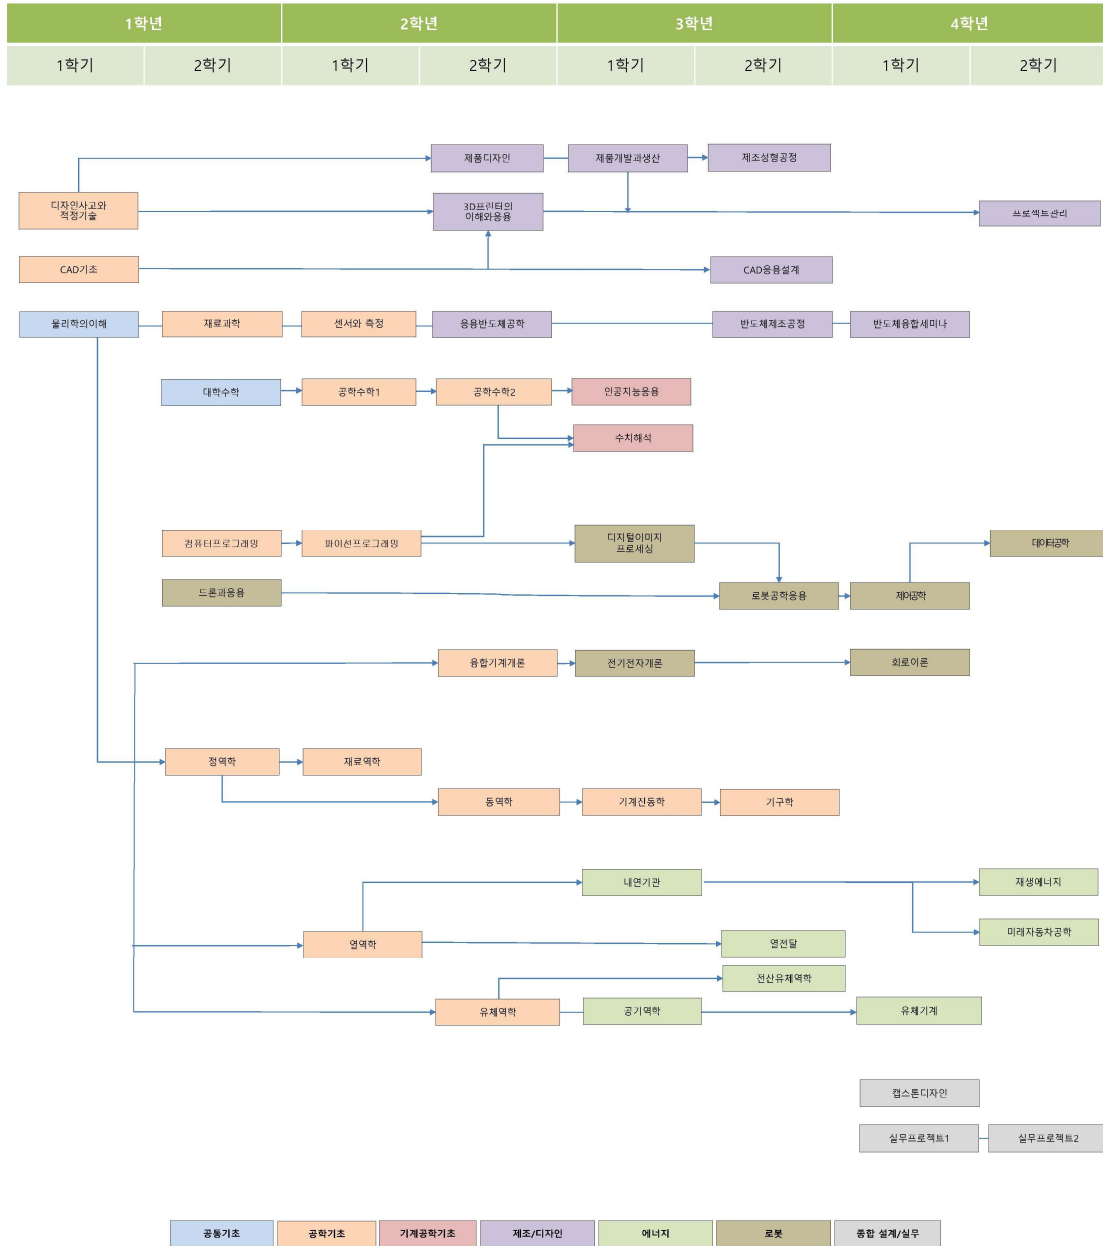 1학년
2학년
3학년
4학년
1학기
2학기
1학기
2학기
1학기
2학기
1학기
2학기
제품디자인
제품개발과생산
제조성형공정
디자인사고와
적정기술
3D프린터의
이해와응용
프로젝트관리
CAD기초
CAD응용설계
물리학의이해
재료과학
센서와 측정
응용반도체공학
반도체제조공정
반도체융합세미나
대학수학
공학수학1
공학수학2
인공지능응용
수치해석
컴퓨터프로그래밍
파이선프로그래밍
디지털이미지
프로세싱
데이터공학
드론과응용
로봇공학응용
제어공학
융합기계개론
전기전자개론
회로이론
정역학
재료역학
동역학
기계진동학
기구학
내연기관
재생에너지
열역학
열전달
미래자동차공학
전산유체역학
유체역학
공기역학
유체기계
캡스톤디자인
실무프로젝트1
실무프로젝트2
공통기초
공학기초
기계공학기초
제조/디자인
에너지
로봇
종합 설계/실무